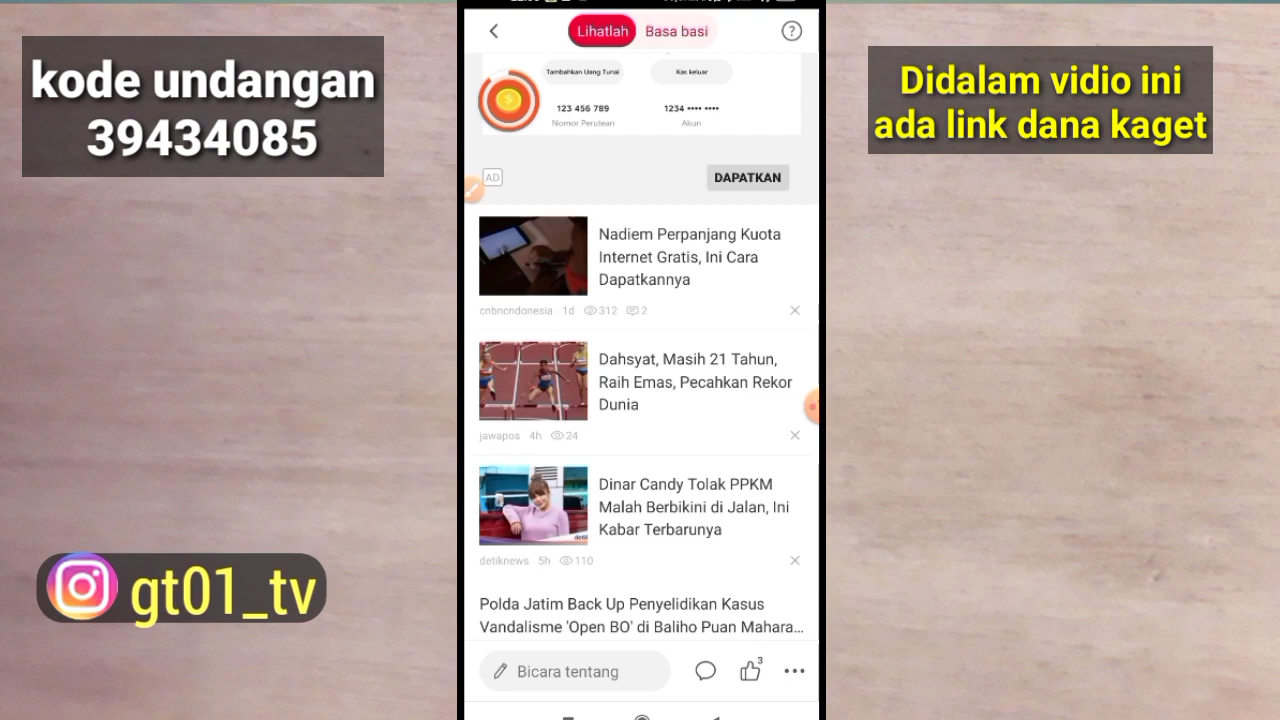 kode undangan
39434085
Didalam vidio ini
ada link dana kaget
gt01_tv
Lihatlah
Basa basi
?
Tambahkan Uang Tunai
Kas keluar
123 456 789
1234 •••• ••••
Nomor Perutean
Akun
AD
DAPATKAN
Nadiem Perpanjang Kuota
Internet Gratis, Ini Cara
Dapatkannya
cnbncndonesia 1d 312 2
Dahsyat, Masih 21 Tahun,
Raih Emas, Pecahkan Rekor
Dunia
jawapos 4h 24
Dinar Candy Tolak PPKM
Malah Berbikini di Jalan, Ini
Kabar Terbarunya
detiknews 5h 110
Polda Jatim Back Up Penyelidikan Kasus
Vandalisme 'Open BO' di Baliho Puan Mahara...
Bicara tentang
3